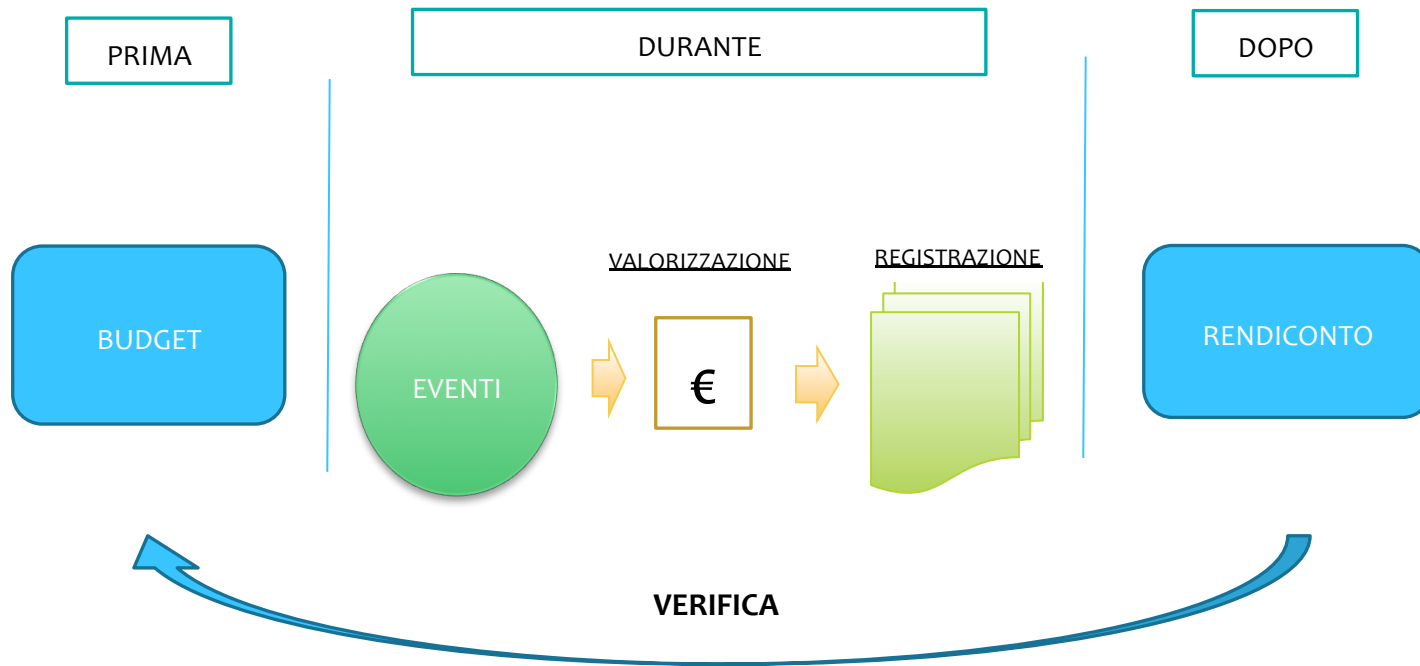 PRIMA
DURANTE
DOPO
VALORIZZAZIONE
REGISTRAZIONE
BUDGET
EVENTI
€
RENDICONTO
VERIFICA